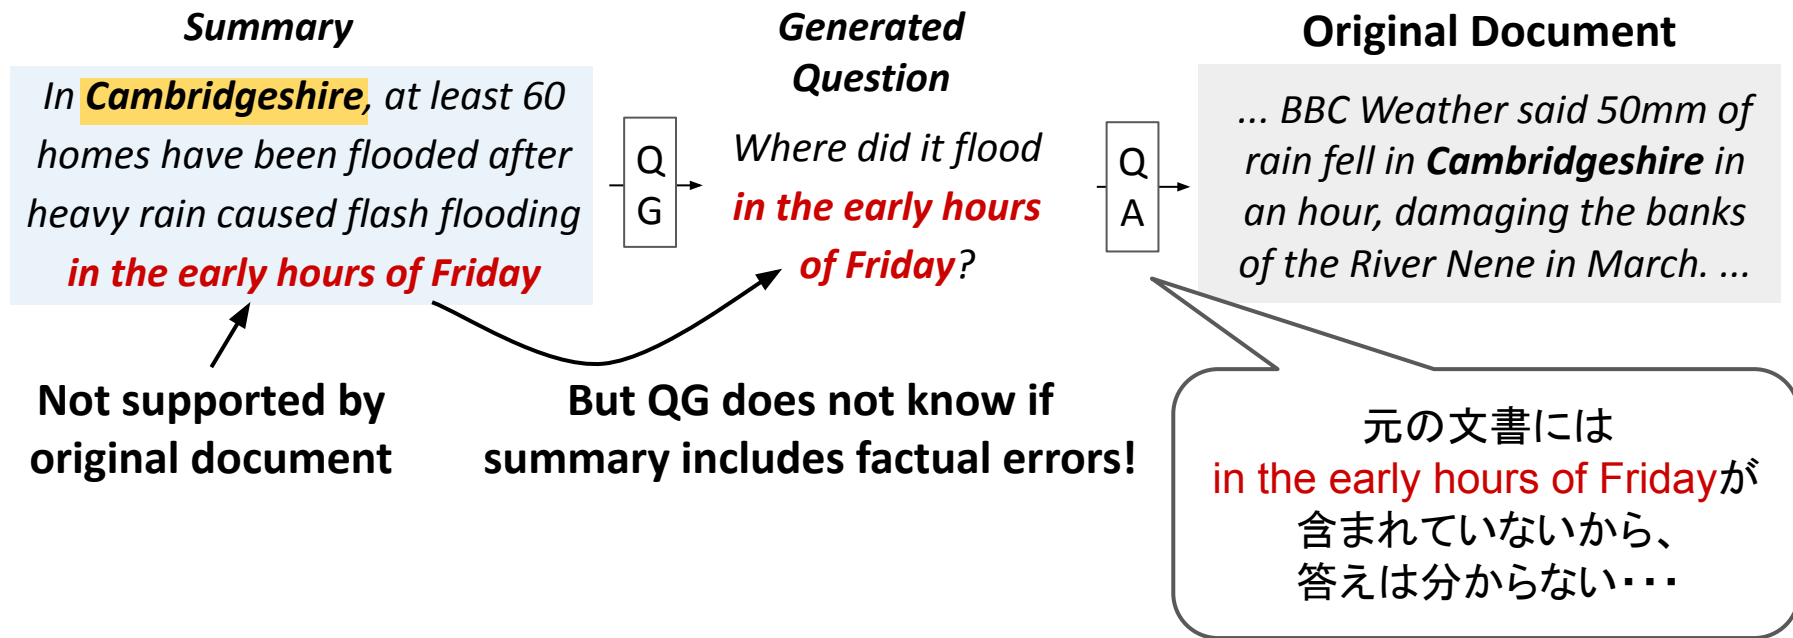 Summary
In Cambridgeshire, at least 60
homes have been flooded after
heavy rain caused flash flooding
in the early hours of Friday
Q
G
Generated
Question
Where did it flood
in the early hours
of Friday?
Q
A
Original Document
... BBC Weather said 50mm of
rain fell in Cambridgeshire in
an hour, damaging the banks
of the River Nene in March. ...
Not supported by
original document
But QG does not know if
summary includes factual errors!
元の文書には
in the early hours of Fridayが
含まれていないから、
答えは分からない・・・